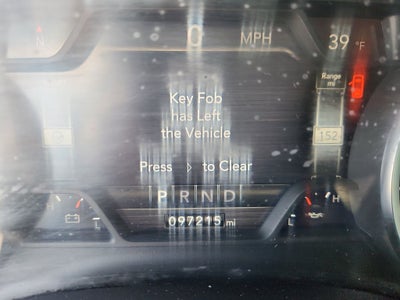 0 MPH 39 °F
Range
mi
Key Fob
has Left
the Vehicle
152
Press > to Clear
P R N D
L H
097215 mi
L